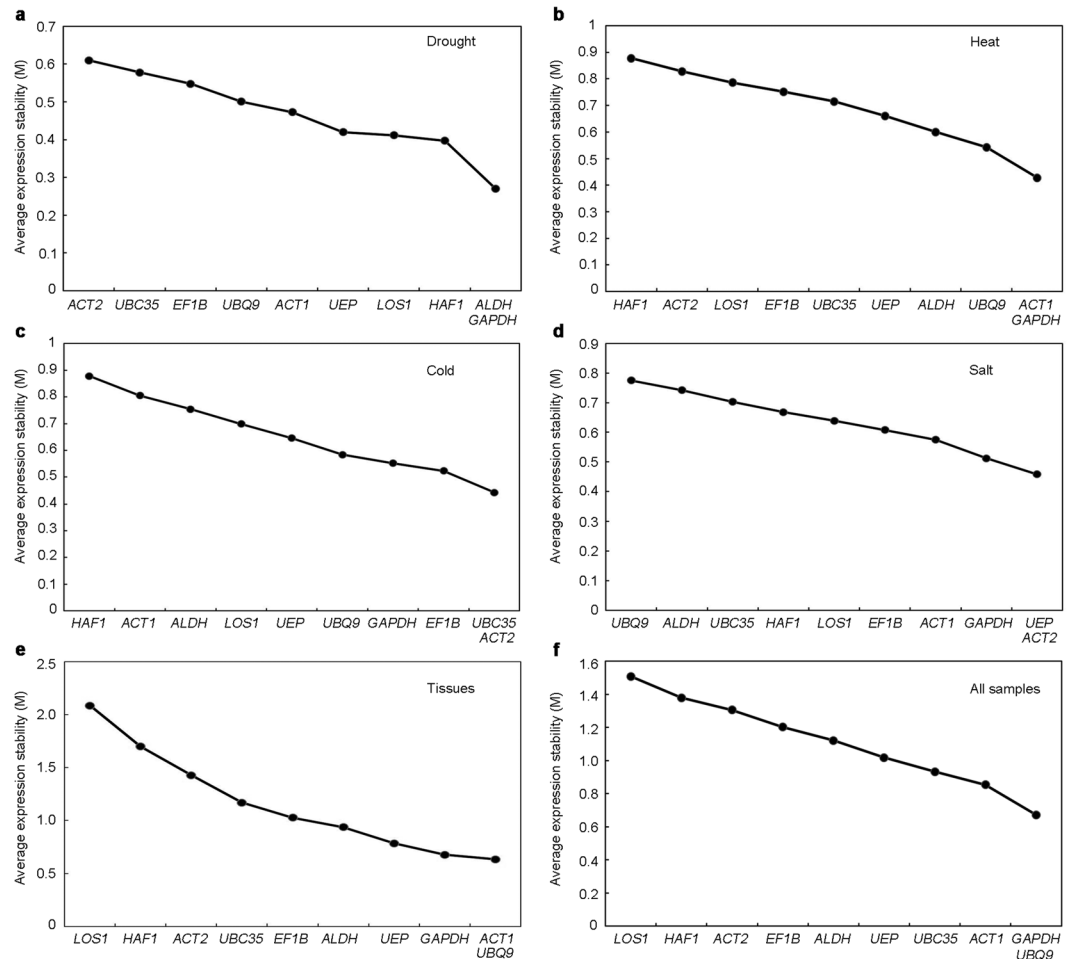 a
Drought
Average expression stability (M)
0.7
0.6
0.5
0.4
0.3
0.2
0.1
0
ACT2 UBC35 EF1B UBQ9 ACT1 UEP LOS1 HAF1 ALDH
GAPDH
b
Heat
Average expression stability (M)
1
0.9
0.8
0.7
0.6
0.5
0.4
0.3
0.2
0.1
0
HAF1 ACT2 LOS1 EF1B UBC35 UEP ALDH UBQ9 ACT1
GAPDH
c
Cold
Average expression stability (M)
1
0.9
0.8
0.7
0.6
0.5
0.4
0.3
0.2
0.1
0
HAF1 ACT1 ALDH LOS1 UEP UBQ9 GAPDH EF1B UBC35
ACT2
d
Salt
Average expression stability (M)
0.9
0.8
0.7
0.6
0.5
0.4
0.3
0.2
0.1
0
UBQ9 ALDH UBC35 HAF1 LOS1 EF1B ACT1 GAPDH UEP
ACT2
e
Tissues
Average expression stability (M)
2.5
2.0
1.5
1.0
0.5
0
LOS1 HAF1 ACT2 UBC35 EF1B ALDH UEP GAPDH ACT1
UBQ9
f
All samples
Average expression stability (M)
1.6
1.4
1.2
1.0
0.8
0.6
0.4
0.2
0
LOS1 HAF1 ACT2 EF1B ALDH UEP UBC35 ACT1 GAPDH
UBQ9